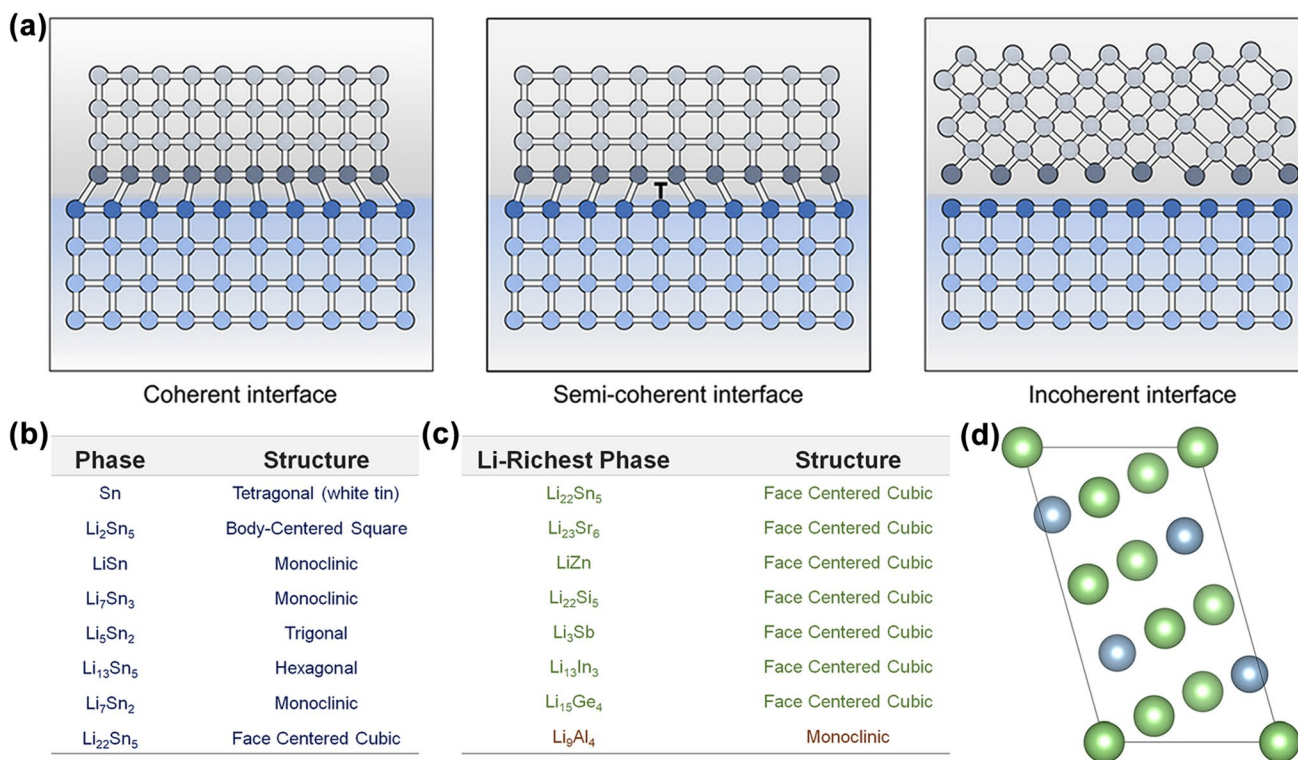 (a)
T
Coherent interface
Semi-coherent interface
Incoherent interface
(b)
Phase Structure
Sn Tetragonal (white tin)
Li₂Sn₅ Body-Centered Square
LiSn Monoclinic
Li₇Sn₃ Monoclinic
Li₅Sn₂ Trigonal
Li₁₃Sn₅ Hexagonal
Li₇Sn₂ Monoclinic
Li₂₂Sn₅ Face Centered Cubic
(c)
Li-Richest Phase Structure
Li₂₂Sn₅ Face Centered Cubic
Li₂₃Sr₆ Face Centered Cubic
LiZn Face Centered Cubic
Li₂₂Si₅ Face Centered Cubic
Li₃Sb Face Centered Cubic
Li₁₃In₃ Face Centered Cubic
Li₁₅Ge₄ Face Centered Cubic
Li₉Al₄ Monoclinic
(d)